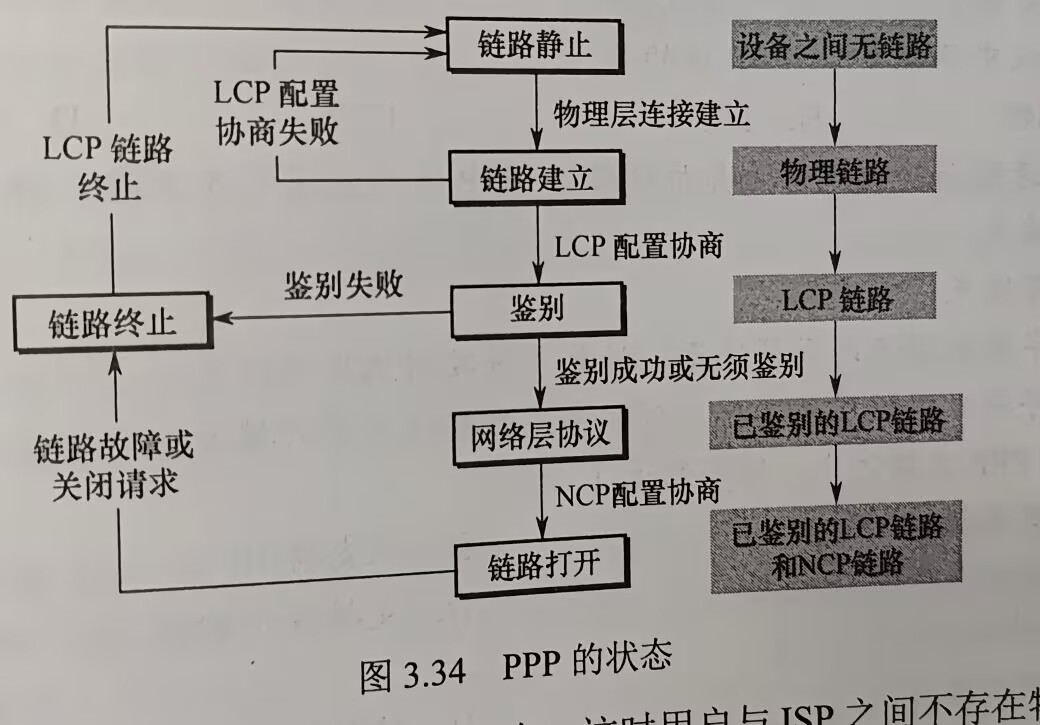 链路静止
设备之间无链路
LCP 配置
协商失败
物理层连接建立
LCP 链路
终止
链路建立
物理链路
LCP 配置协商
鉴别失败
链路终止
鉴别
LCP 链路
鉴别成功或无须鉴别
网络层协议
已鉴别的LCP链路
链路故障或
关闭请求
NCP配置协商
链路打开
已鉴别的LCP链路
和NCP链路
图 3.34 PPP 的状态
该时用户与 ISP 之间不存在物